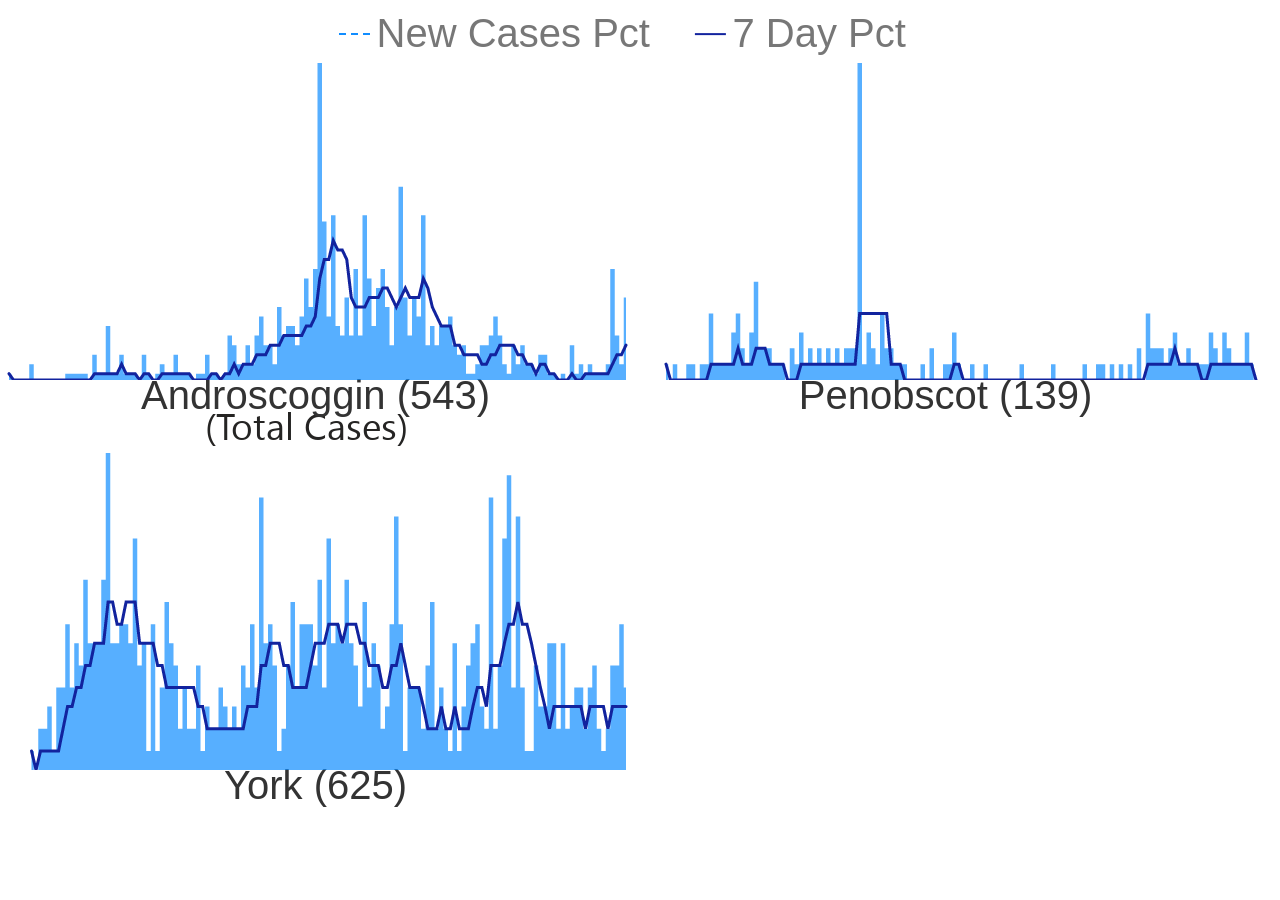 New Cases Pct 7 Day Pct
Androscoggin (543)
(Total Cases)
Penobscot (139)
York (625)